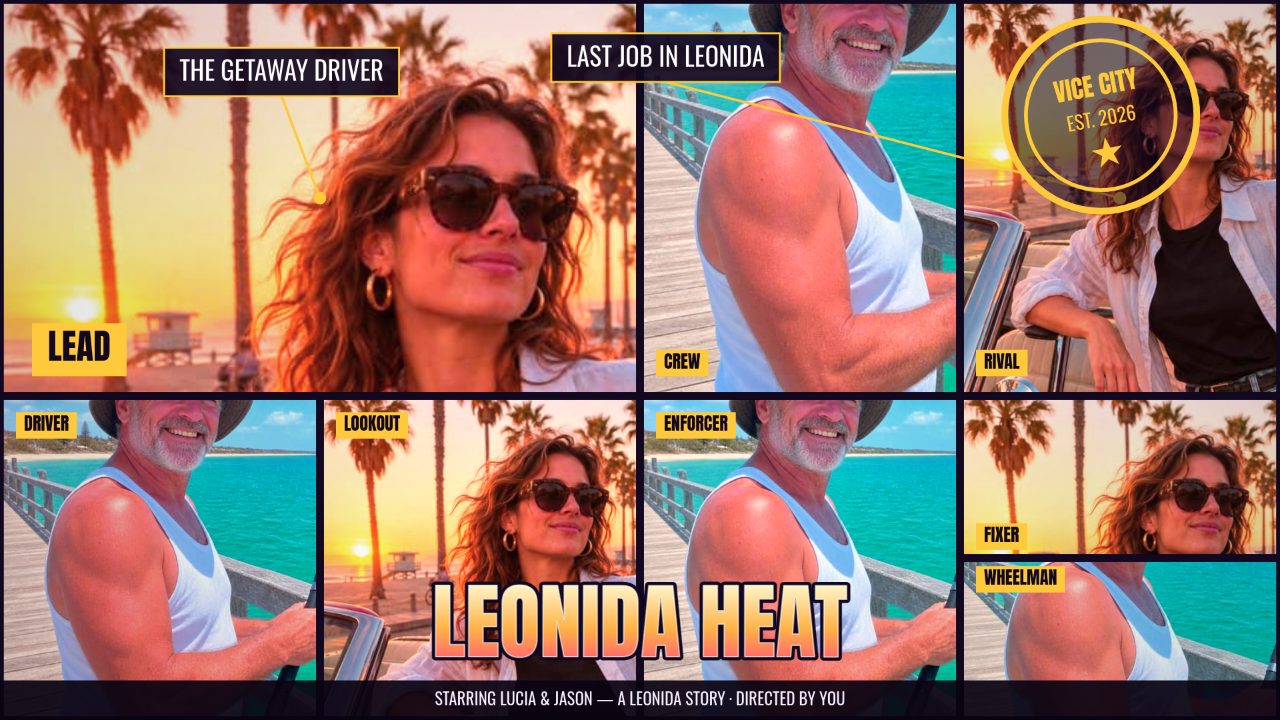 THE GETAWAY DRIVER
LAST JOB IN LEONIDA
VICE CITY
EST. 2026
LEAD
CREW
RIVAL
DRIVER
LOOKOUT
ENFORCER
FIXER
WHEELMAN
LEONIDA HEAT
STARRING LUCIA & JASON — A LEONIDA STORY · DIRECTED BY YOU